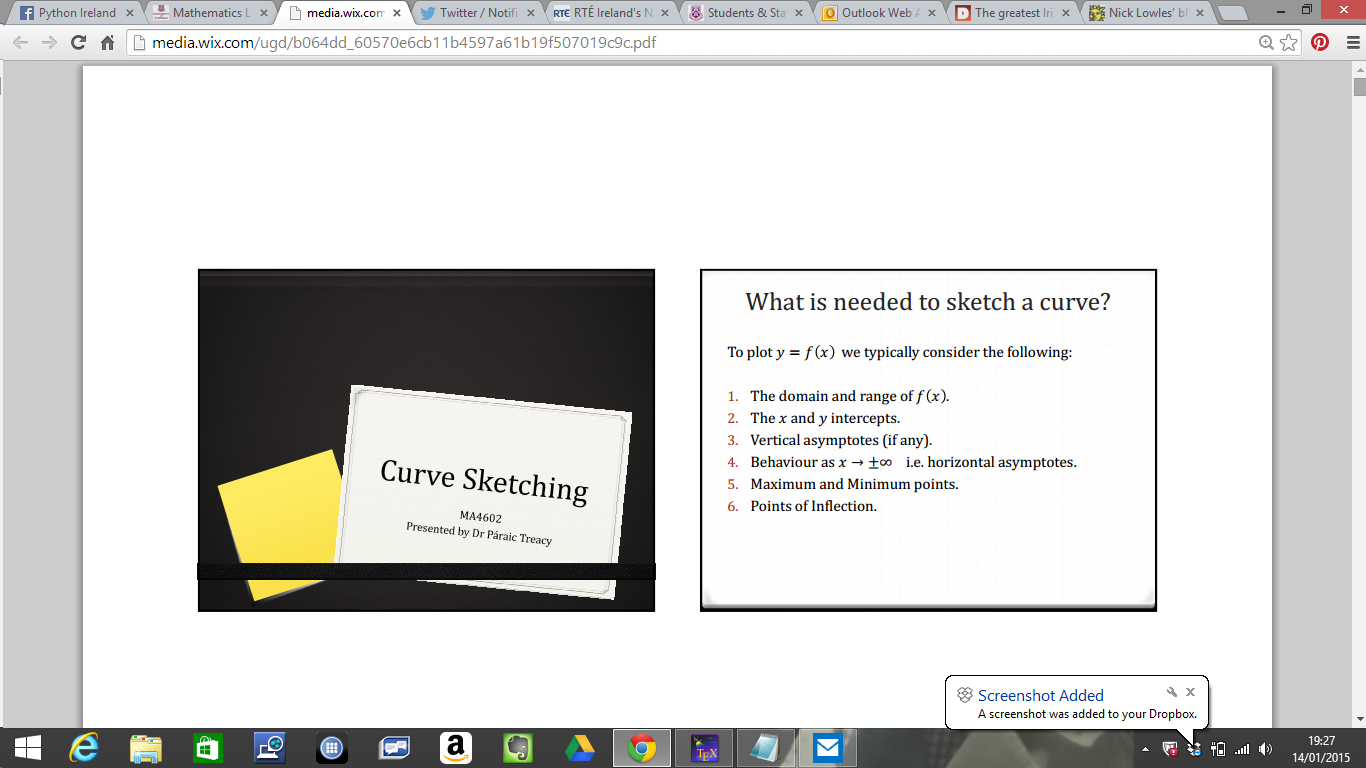 Python Ireland
Mathematics L
media.wix.com
Twitter / Notifi
RTÉ Ireland's N
Students & Sta
Outlook Web A
The greatest Iri
Nick Lowles' bl
media.wix.com/ugd/b064dd_60570e6cb11b4597a61b19f507019c9c.pdf
Curve Sketching
MA4602
Presented by Dr Páraic Treacy
What is needed to sketch a curve?
To plot y = f(x) we typically consider the following:
1. The domain and range of f(x).
2. The x and y intercepts.
3. Vertical asymptotes (if any).
4. Behaviour as x → ±∞ i.e. horizontal asymptotes.
5. Maximum and Minimum points.
6. Points of Inflection.
Screenshot Added
A screenshot was added to your Dropbox.
19:27
14/01/2015